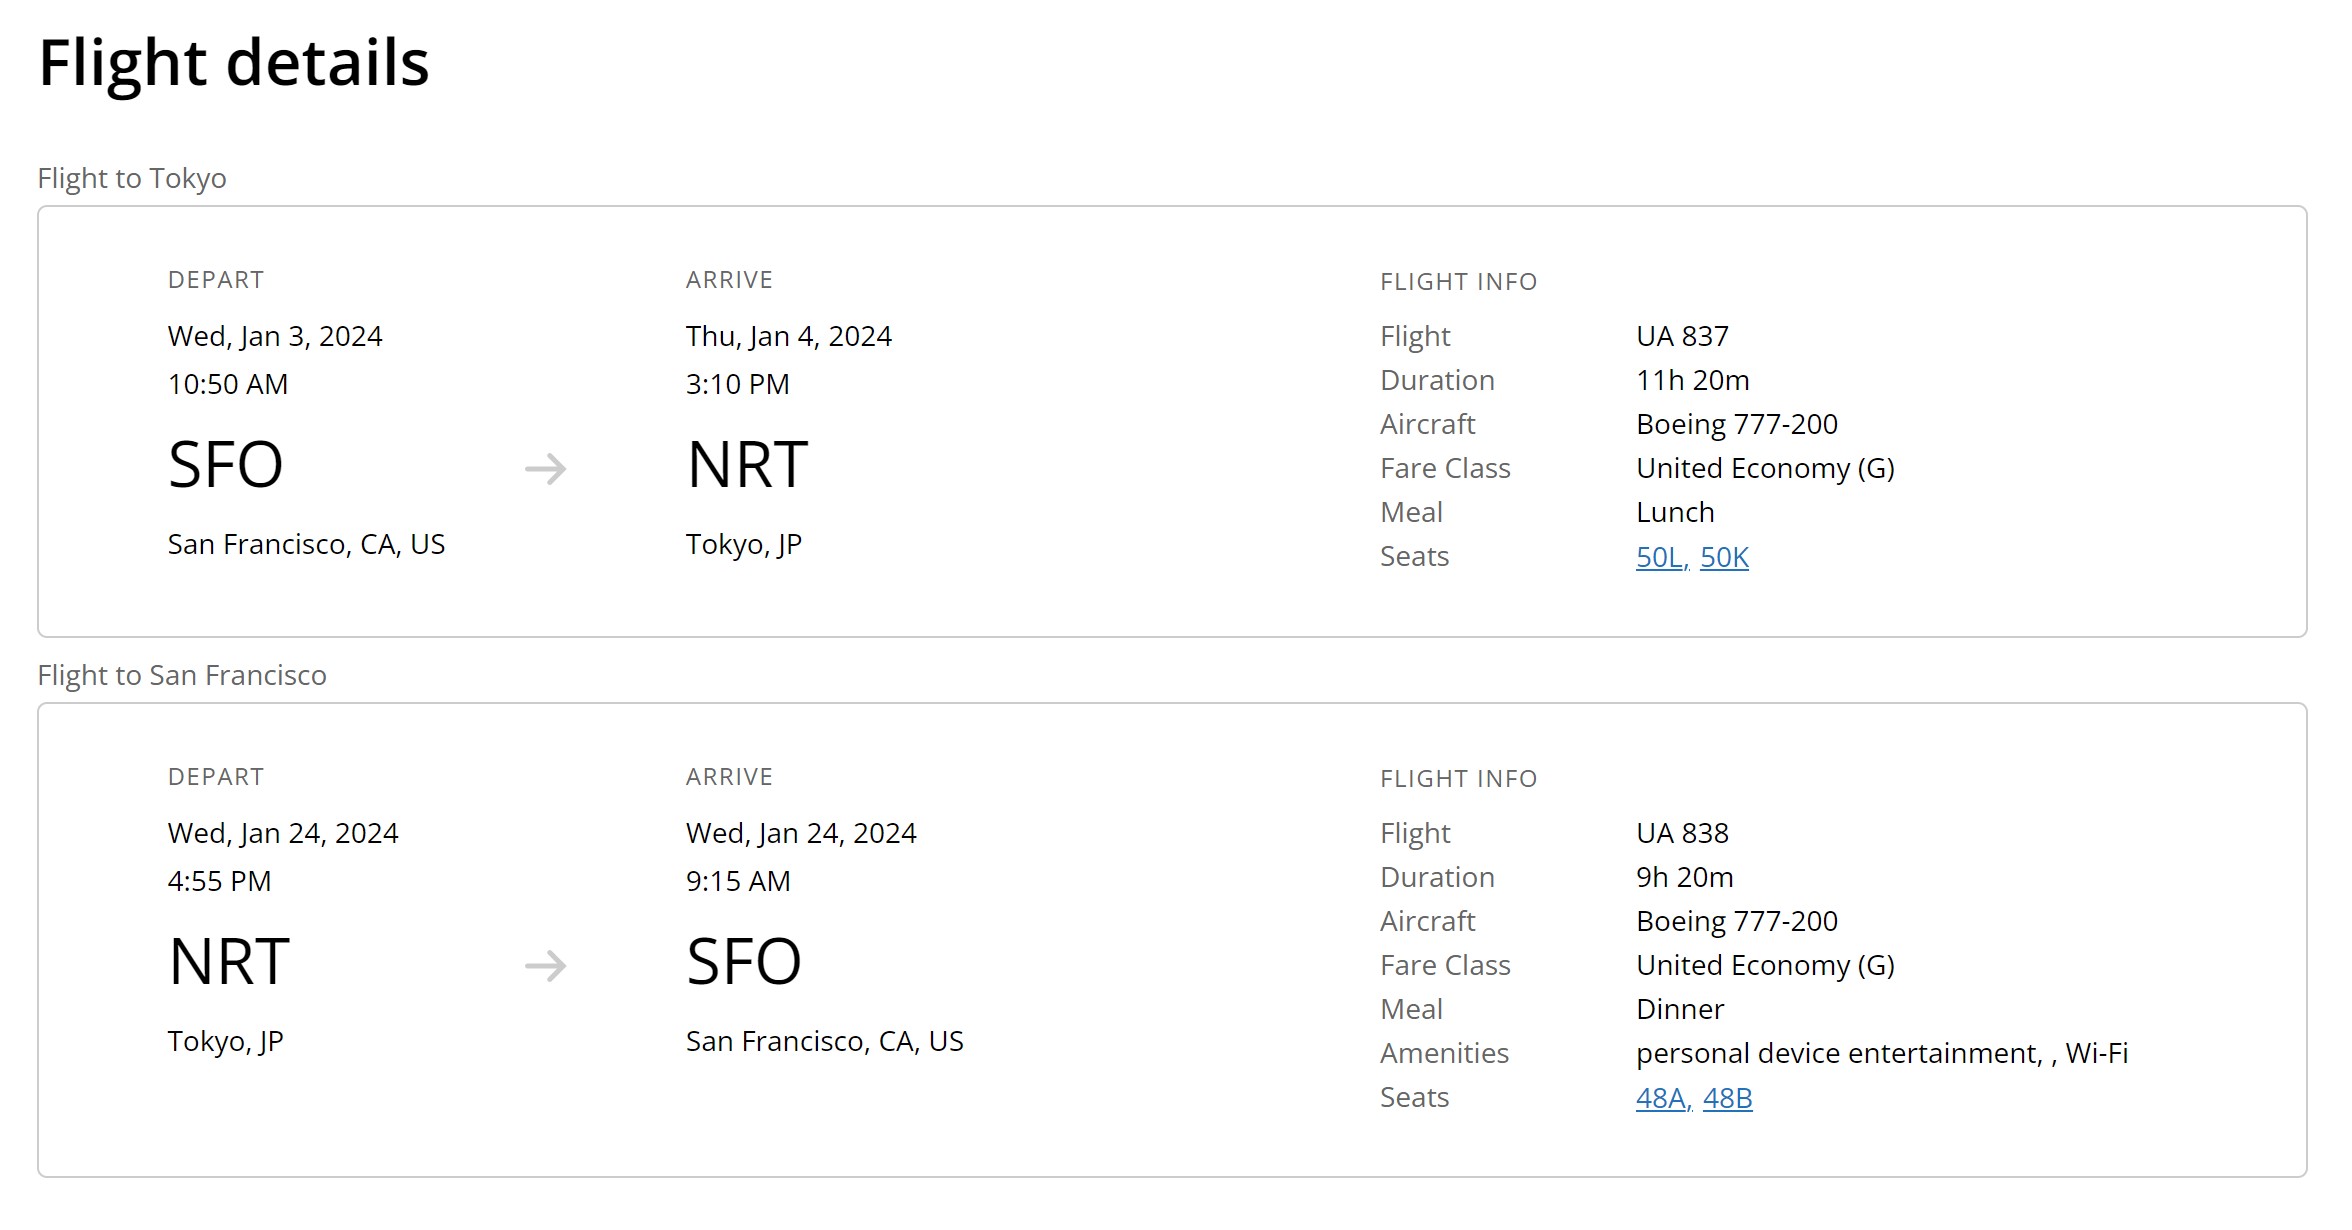 Flight details
Flight to Tokyo
DEPART
Wed, Jan 3, 2024
10:50 AM
SFO
San Francisco, CA, US
ARRIVE
Thu, Jan 4, 2024
3:10 PM
NRT
Tokyo, JP
FLIGHT INFO
Flight UA 837
Duration 11h 20m
Aircraft Boeing 777-200
Fare Class United Economy (G)
Meal Lunch
Seats 50L, 50K
Flight to San Francisco
DEPART
Wed, Jan 24, 2024
4:55 PM
NRT
Tokyo, JP
ARRIVE
Wed, Jan 24, 2024
9:15 AM
SFO
San Francisco, CA, US
FLIGHT INFO
Flight UA 838
Duration 9h 20m
Aircraft Boeing 777-200
Fare Class United Economy (G)
Meal Dinner
Amenities personal device entertainment, , Wi-Fi
Seats 48A, 48B